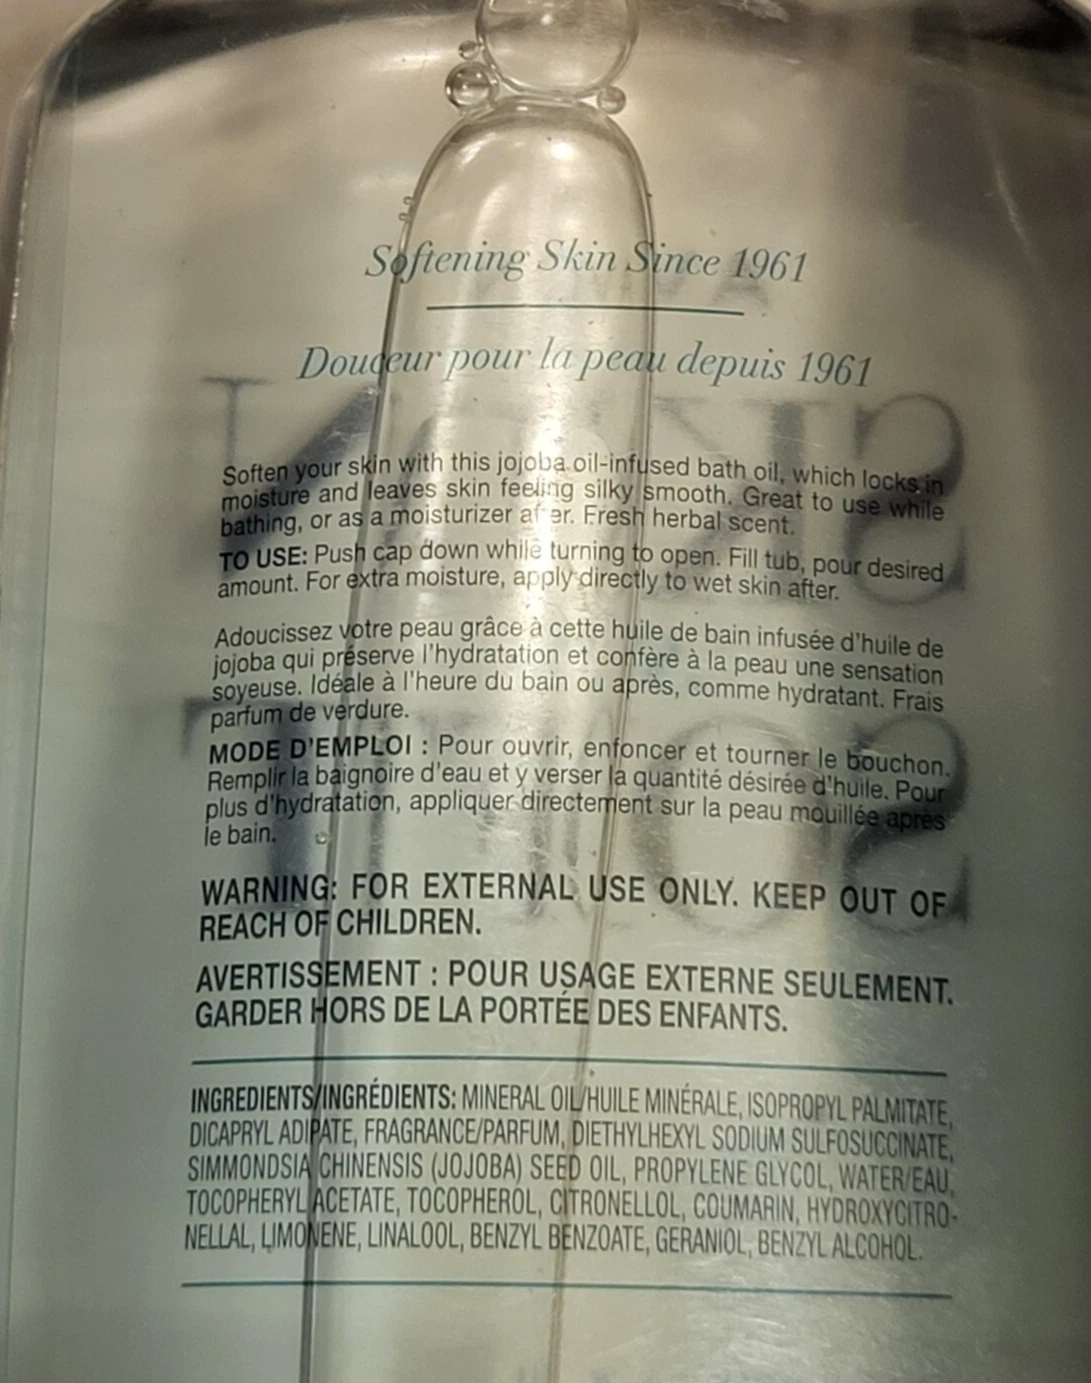 Softening Skin Since 1961
Douceur pour la peau depuis 1961
Soften your skin with this jojoba oil-infused bath oil, which locks in
moisture and leaves skin feeling silky smooth. Great to use while
bathing, or as a moisturizer after. Fresh herbal scent.
TO USE: Push cap down while turning to open. Fill tub, pour desired
amount. For extra moisture, apply directly to wet skin after.
Adoucissez votre peau grâce à cette huile de bain infusée d'huile de
jojoba qui préserve l'hydratation et confère à la peau une sensation
soyeuse. Idéale à l'heure du bain ou après, comme hydratant. Frais
parfum de verdure.
MODE D'EMPLOI : Pour ouvrir, enfoncer et tourner le bouchon.
Remplir la baignoire d'eau et y verser la quantité désirée d'huile. Pour
plus d'hydratation, appliquer directement sur la peau mouillée après
le bain.
WARNING: FOR EXTERNAL USE ONLY. KEEP OUT OF
REACH OF CHILDREN.
AVERTISSEMENT : POUR USAGE EXTERNE SEULEMENT.
GARDER HORS DE LA PORTÉE DES ENFANTS.
INGREDIENTS/INGRÉDIENTS: MINERAL OIL/HUILE MINÉRALE, ISOPROPYL PALMITATE,
DICAPRYL ADIPATE, FRAGRANCE/PARFUM, DIETHYLHEXYL SODIUM SULFOSUCCINATE,
SIMMONDSIA CHINENSIS (JOJOBA) SEED OIL, PROPYLENE GLYCOL, WATER/EAU,
TOCOPHERYL ACETATE, TOCOPHEROL, CITRONELLOL, COUMARIN, HYDROXYCITRO-
NELLAL, LIMONENE, LINALOOL, BENZYL BENZOATE, GERANIOL, BENZYL ALCOHOL.